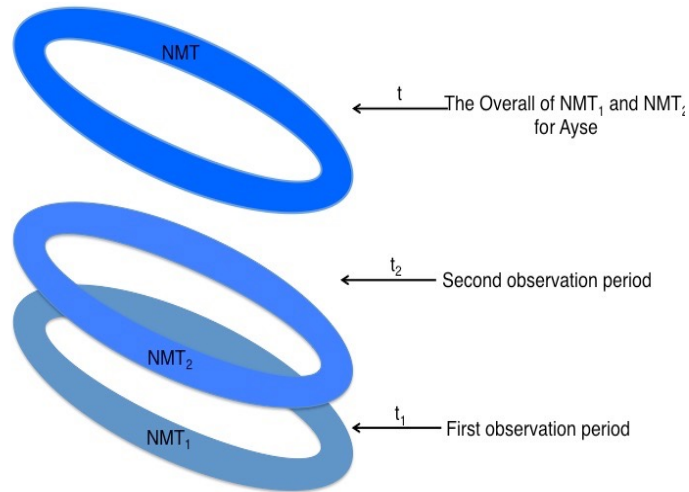 NMT
t
The Overall of NMT₁ and NMT₂
for Ayse
t₂
Second observation period
NMT₂
t₁
First observation period
NMT₁